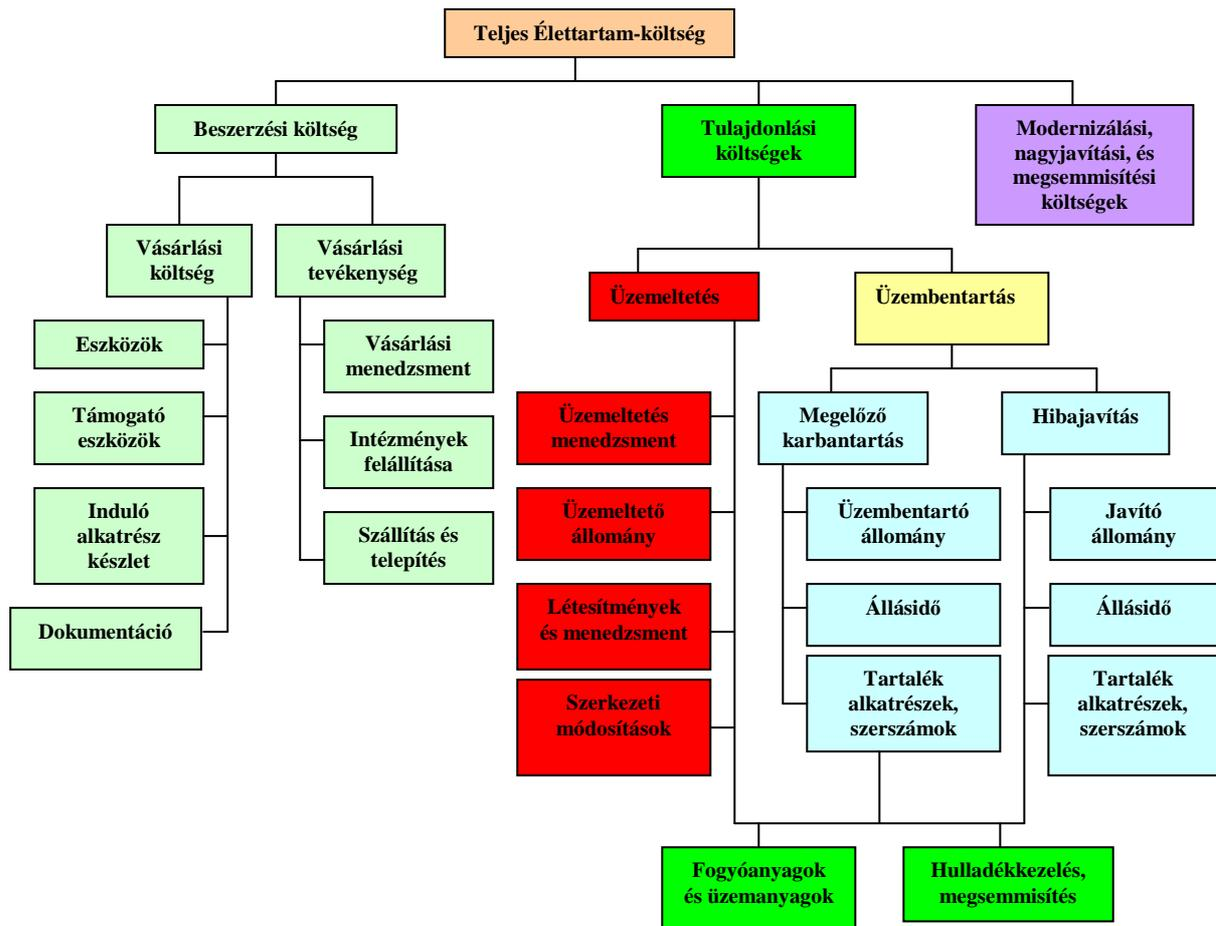 Teljes Élettartam-költség
Beszerzési költség
Tulajdonlási
költségek
Modernizálási,
nagyjavítási, és
megsemmisítési
költségek
Vásárlási
költség
Vásárlási
tevékenység
Eszközök
Támogató
eszközök
Induló
alkatrész
készlet
Dokumentáció
Vásárlási
menedzsment
Intézmények
felállítása
Szállítás és
telepítés
Üzemeltetés
Üzembentartás
Üzemeltetés
menedzsment
Üzemeltető
állomány
Létesítmények
és menedzsment
Szerkezeti
módosítások
Megelőző
karbantartás
Üzembentartó
állomány
Állásidő
Tartalék
alkatrészek,
szerszámok
Hibajavítás
Javító
állomány
Állásidő
Tartalék
alkatrészek,
szerszámok
Fogyóanyagok
és üzemanyagok
Hulladékkezelés,
megsemmisítés